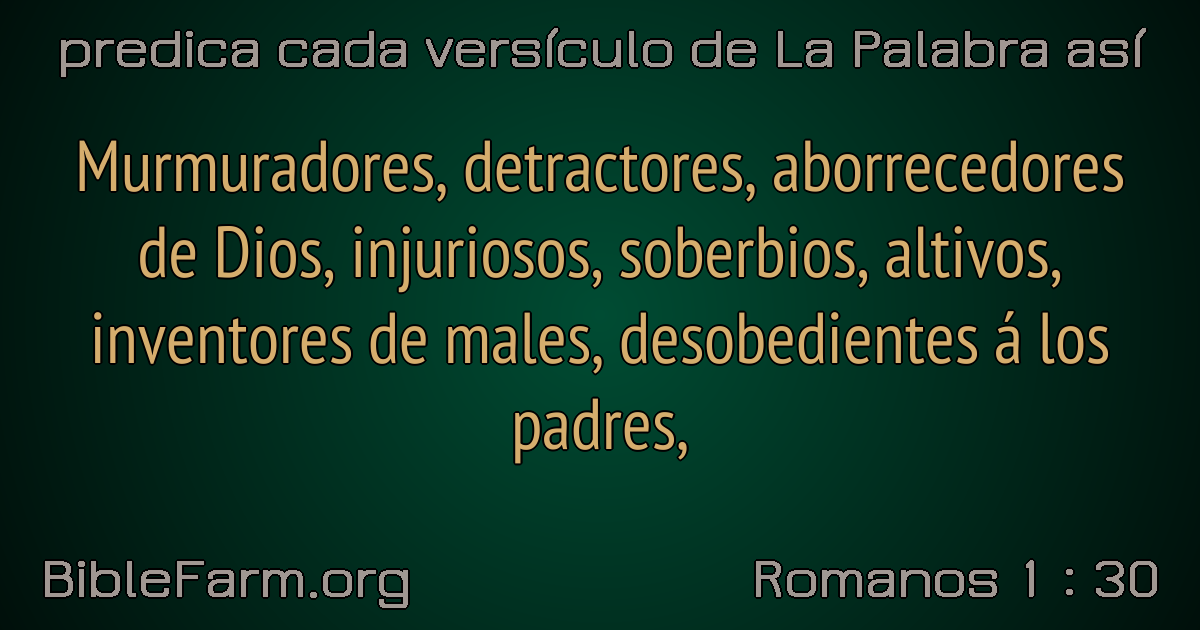 predica cada versículo de La Palabra así
Murmuradores, detractores, aborrecedores
de Dios, injuriosos, soberbios, altivos,
inventores de males, desobedientes á los
padres,
BibleFarm.org
Romanos 1 : 30